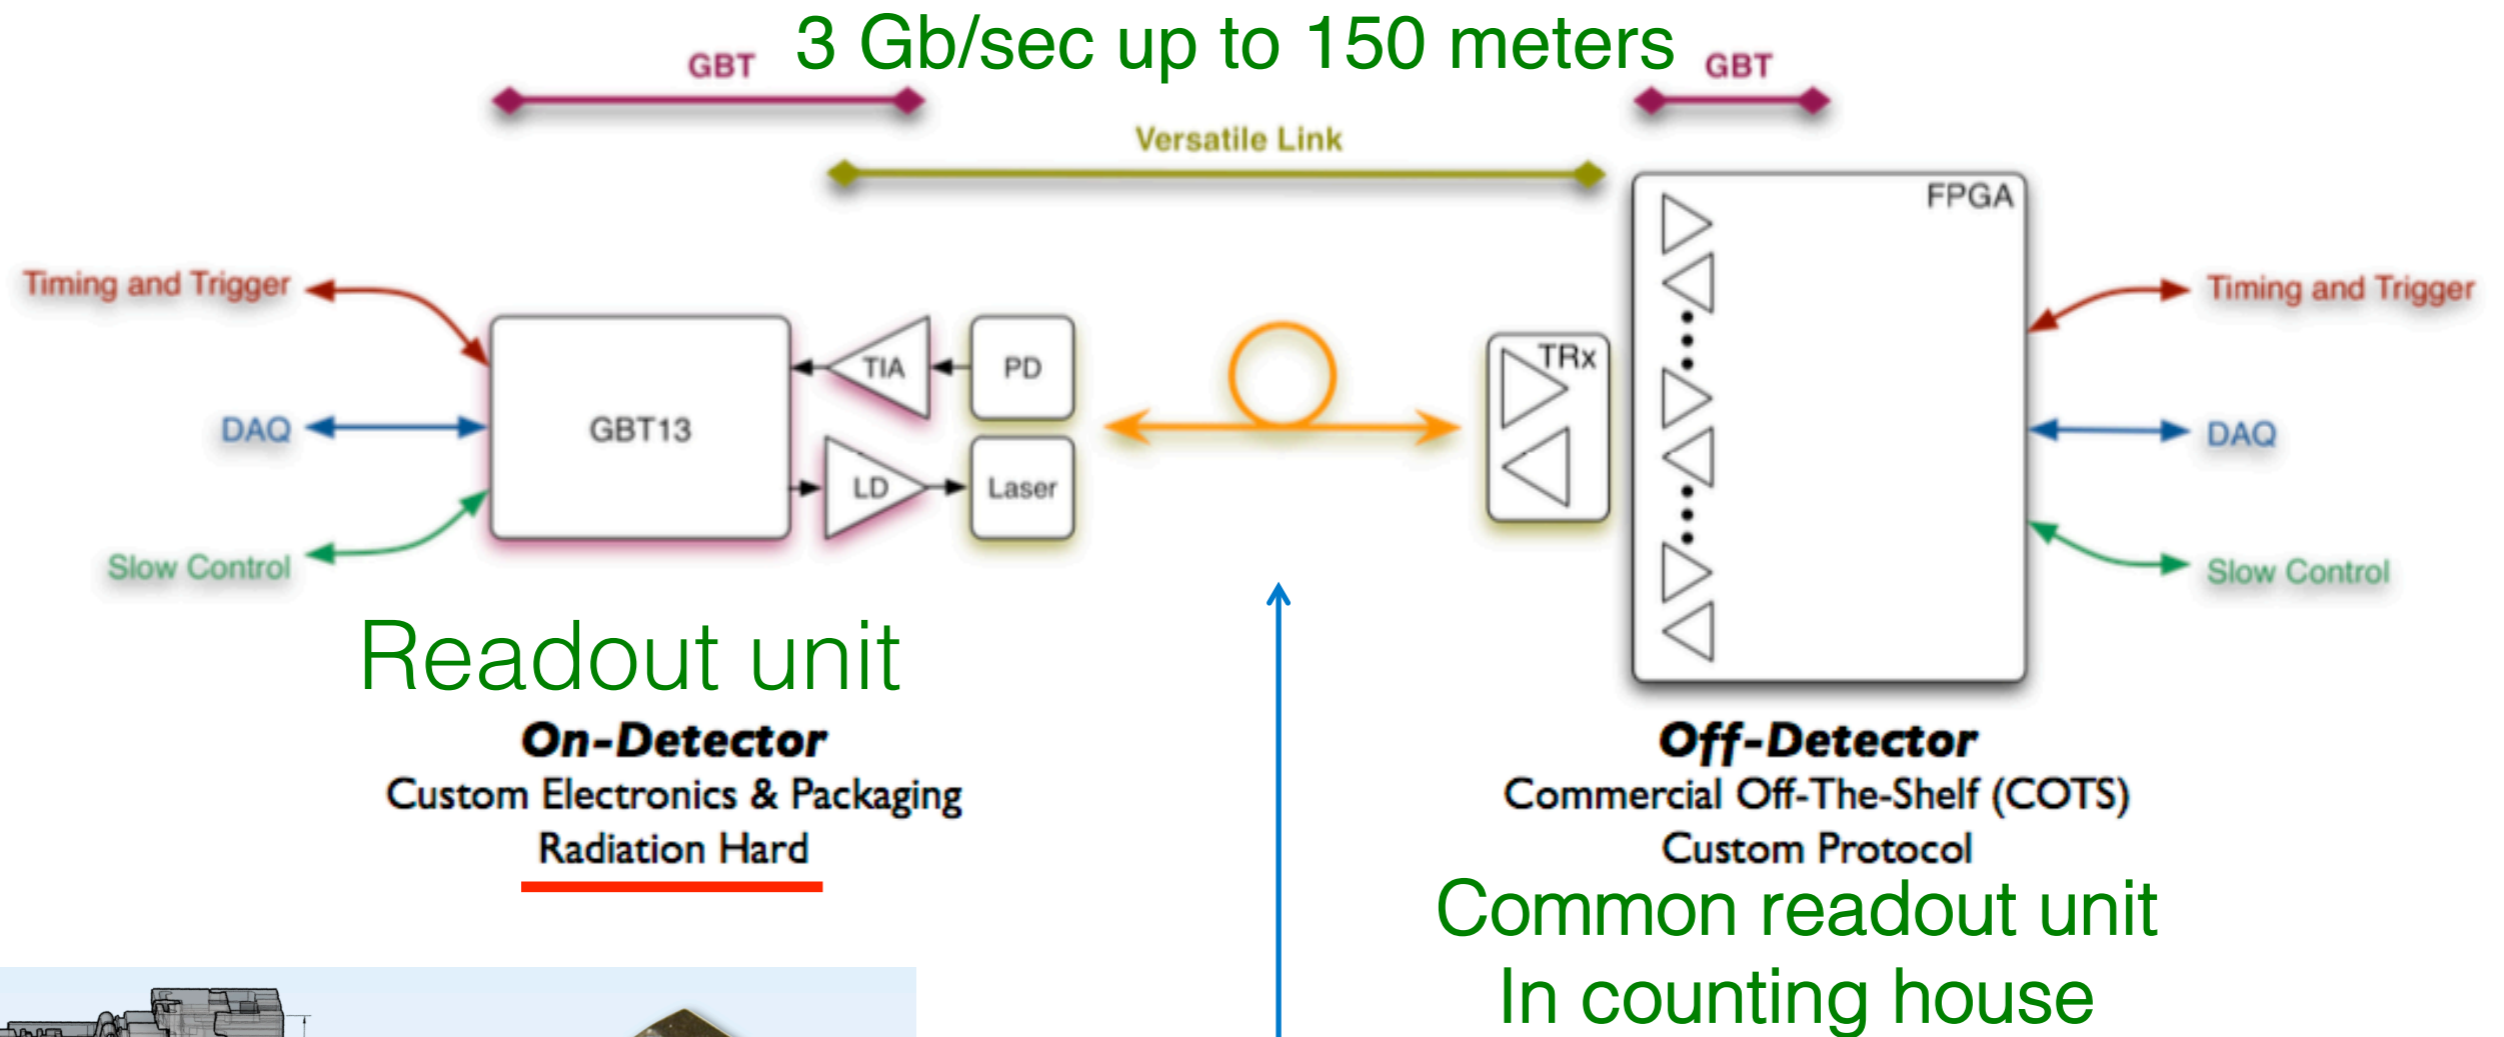 3 Gb/sec up to 150 meters
GBT
GBT
Versatile Link
FPGA
Timing and Trigger
Timing and Trigger
TIA
PD
TRx
DAQ
GBT13
DAQ
LD
Laser
Slow Control
Slow Control
Readout unit
On-Detector
Custom Electronics & Packaging
Radiation Hard
Off-Detector
Commercial Off-The-Shelf (COTS)
Custom Protocol
Common readout unit
In counting house